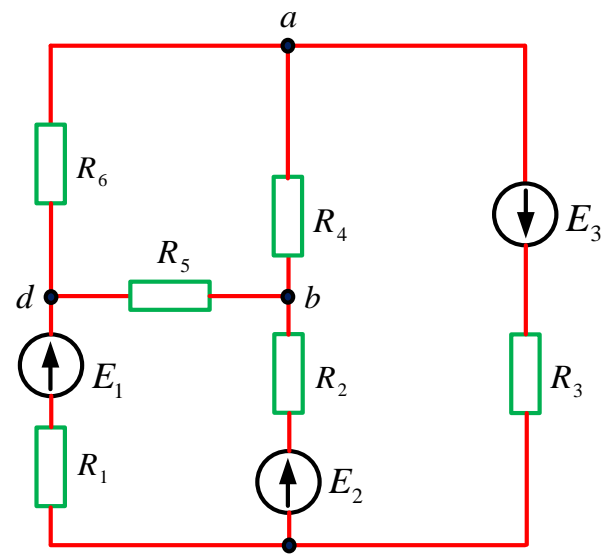 a
R₆
R₄
E₃
R₅
d
b
E₁
R₂
R₃
R₁
E₂